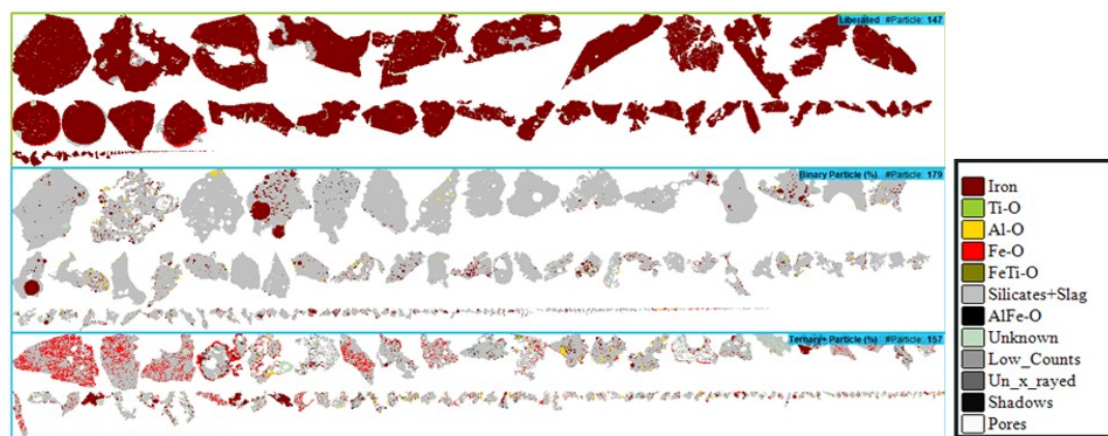 Liberated #Particle: 147
Binary Particle (%) #Particle: 179
Ternary+ Particle (%) #Particle: 157
Iron
Ti-O
Al-O
Fe-O
FeTi-O
Silicates+Slag
AlFe-O
Unknown
Low_Counts
Un_x_rayed
Shadows
Pores